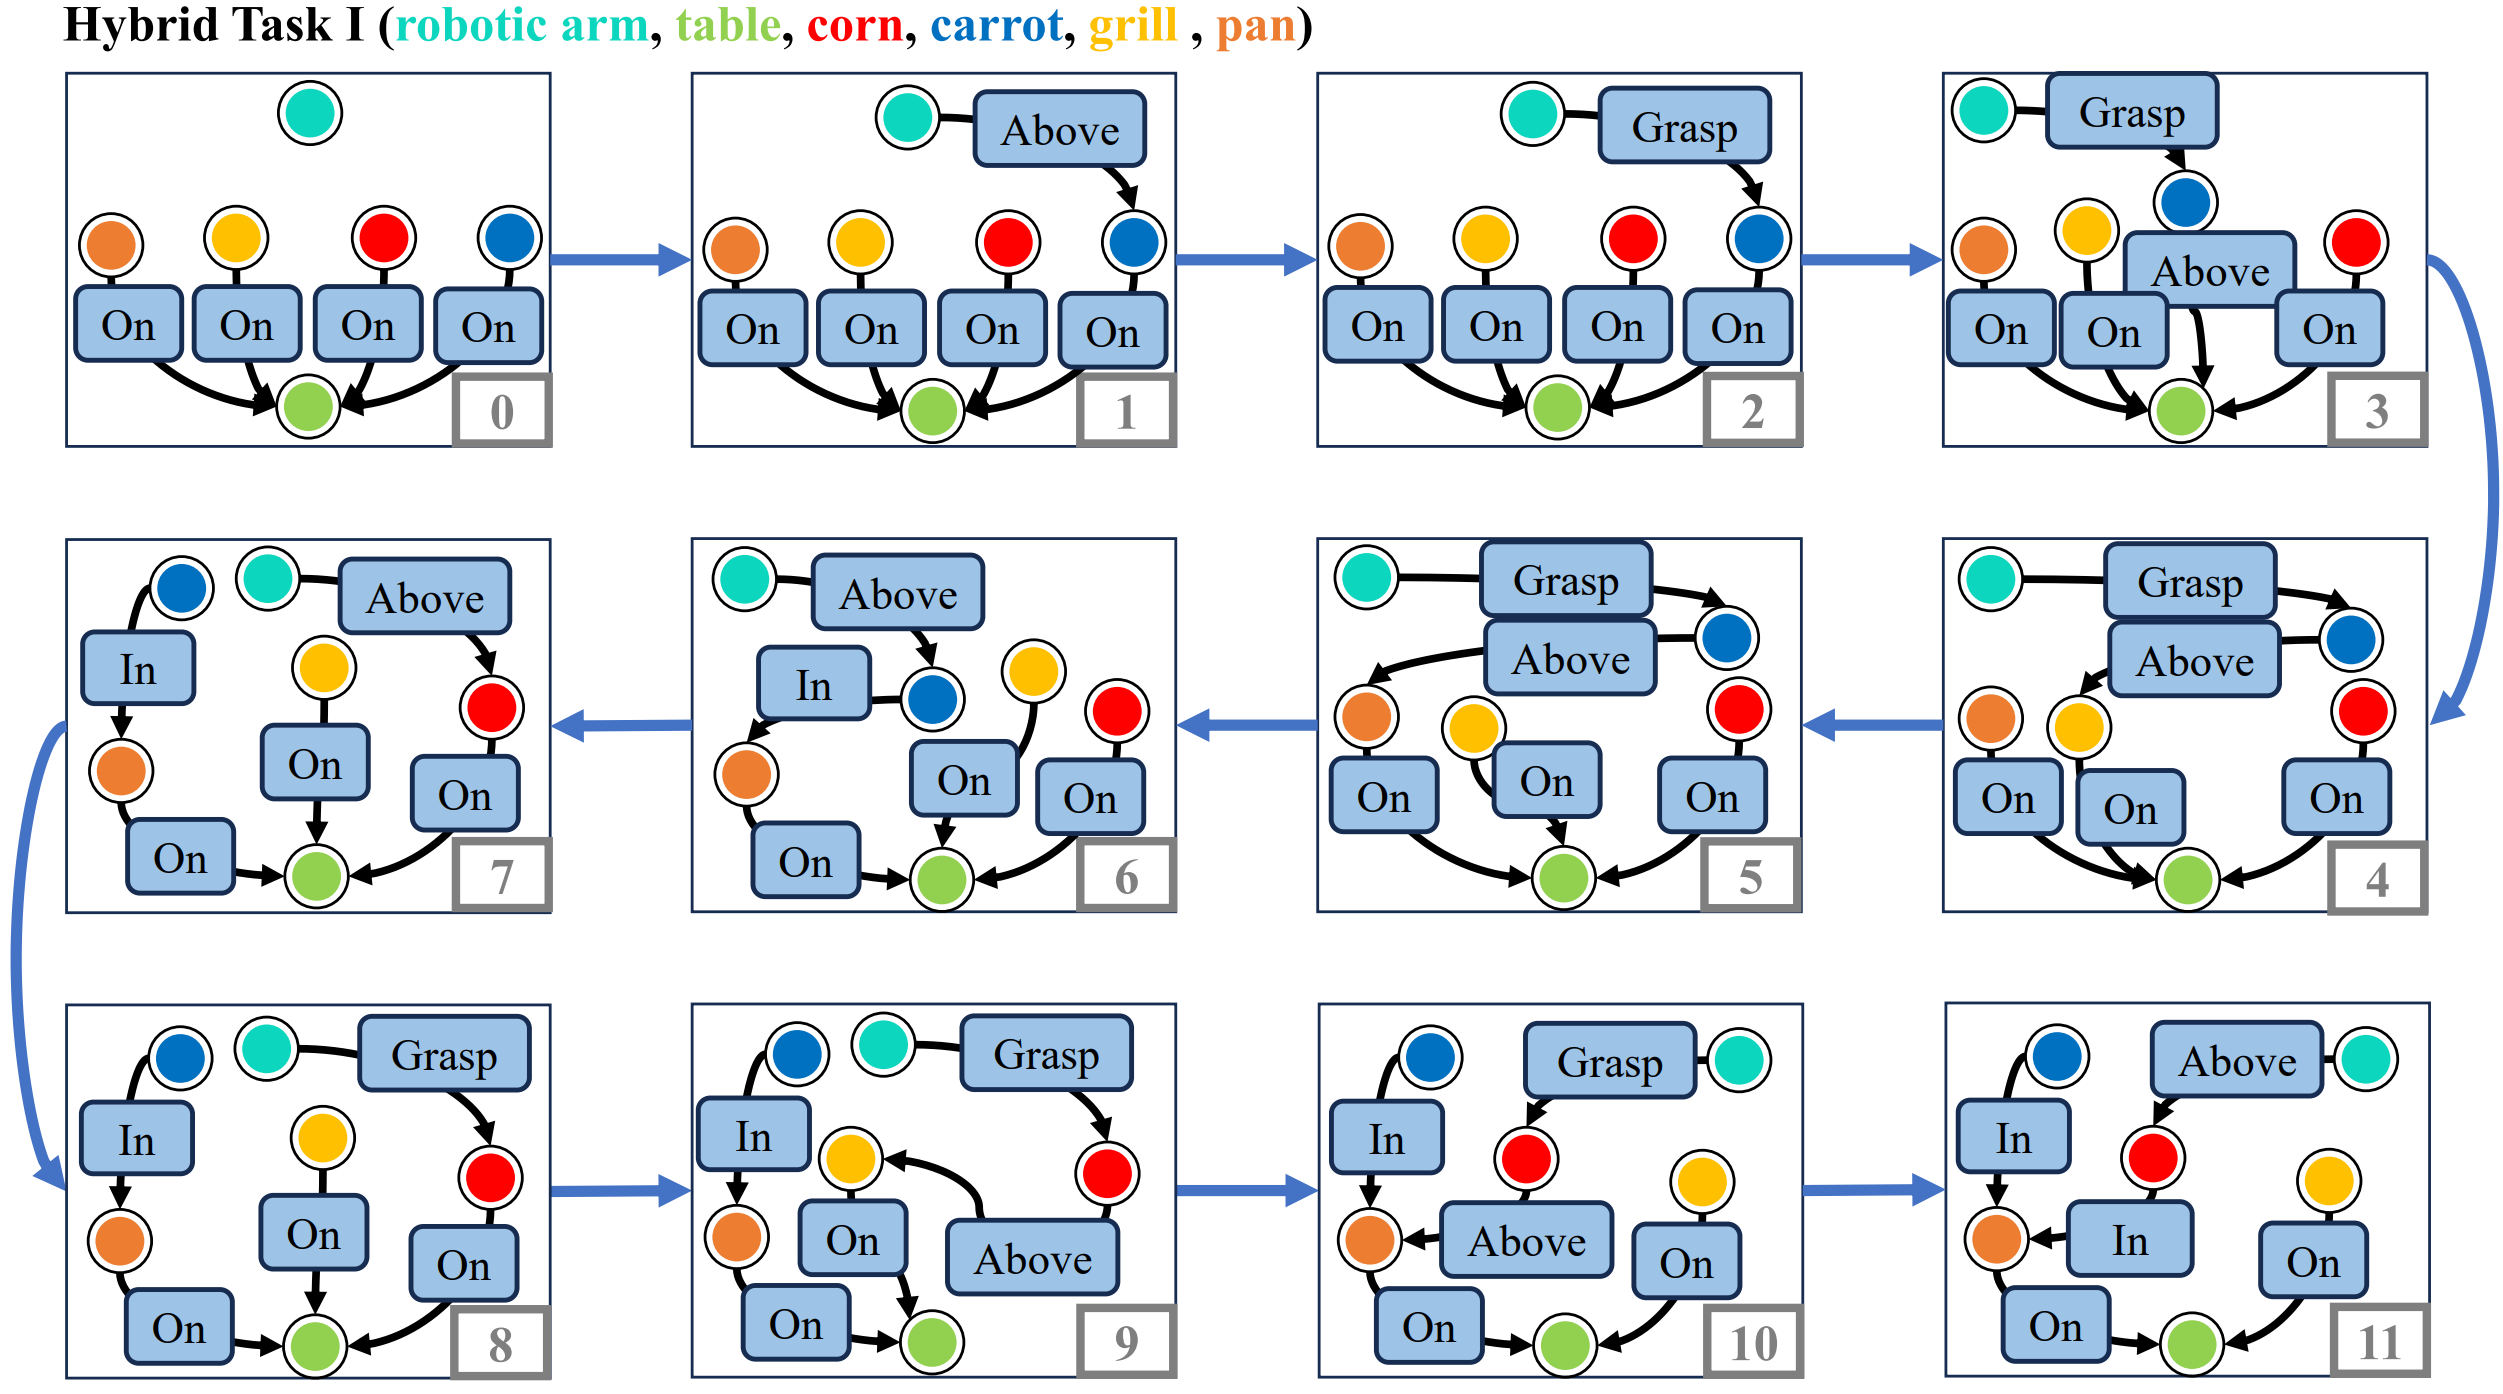 Hybrid Task I (robotic arm, table, corn, carrot, grill , pan)
On On On On
0
Above
On On On On
1
Grasp
On On On On
2
Grasp
Above
On On On
3
Grasp
Above
On On On
4
Grasp
Above
On On On
5
Above
In
On On
On
6
Above
In
On On
On
7
Grasp
In
On On
On
8
Grasp
In
On Above
On
9
Grasp
In
Above On
On
10
Above
In
In On
On
11